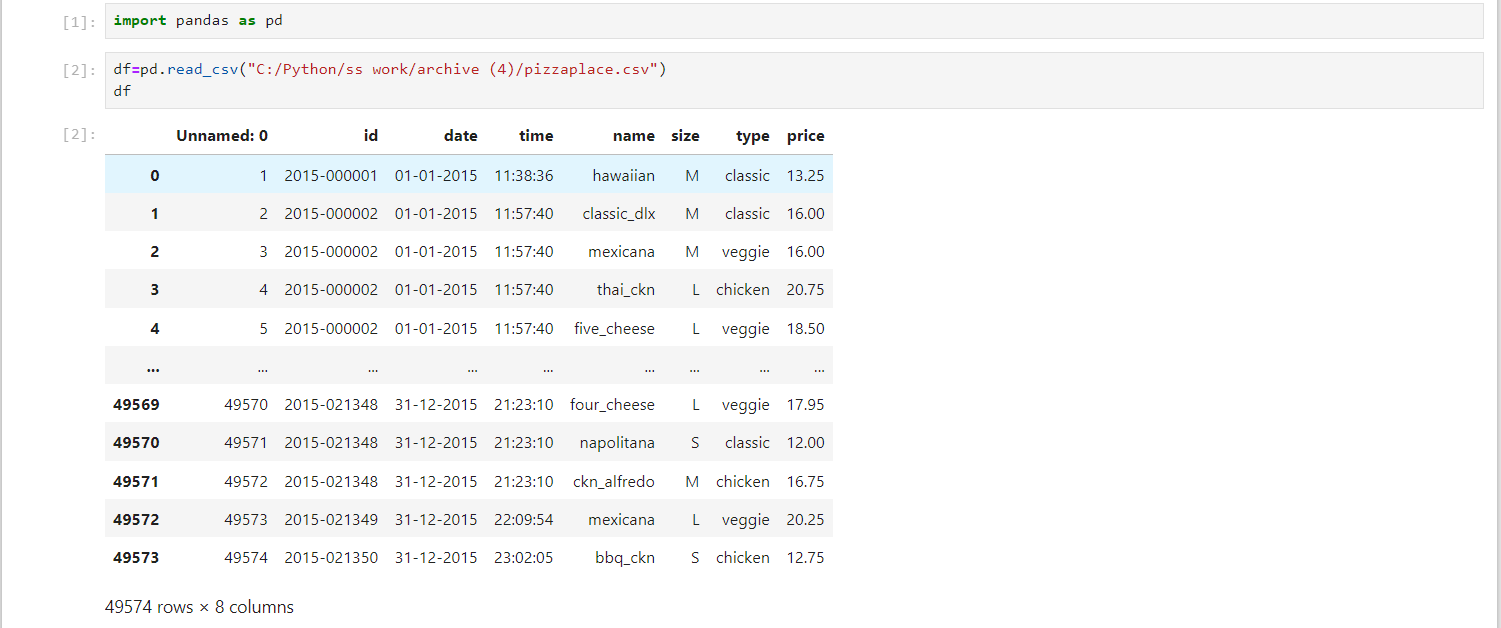 [1]: import pandas as pd
[2]: df=pd.read_csv("C:/Python/ss work/archive (4)/pizzaplace.csv")
df
[2]: Unnamed: 0 id date time name size type price
0 1 2015-000001 01-01-2015 11:38:36 hawaiian M classic 13.25
1 2 2015-000002 01-01-2015 11:57:40 classic_dlx M classic 16.00
2 3 2015-000002 01-01-2015 11:57:40 mexicana M veggie 16.00
3 4 2015-000002 01-01-2015 11:57:40 thai_ckn L chicken 20.75
4 5 2015-000002 01-01-2015 11:57:40 five_cheese L veggie 18.50
... ... ... ... ... ... ... ... ...
49569 49570 2015-021348 31-12-2015 21:23:10 four_cheese L veggie 17.95
49570 49571 2015-021348 31-12-2015 21:23:10 napolitana S classic 12.00
49571 49572 2015-021348 31-12-2015 21:23:10 ckn_alfredo M chicken 16.75
49572 49573 2015-021349 31-12-2015 22:09:54 mexicana L veggie 20.25
49573 49574 2015-021350 31-12-2015 23:02:05 bbq_ckn S chicken 12.75
49574 rows × 8 columns